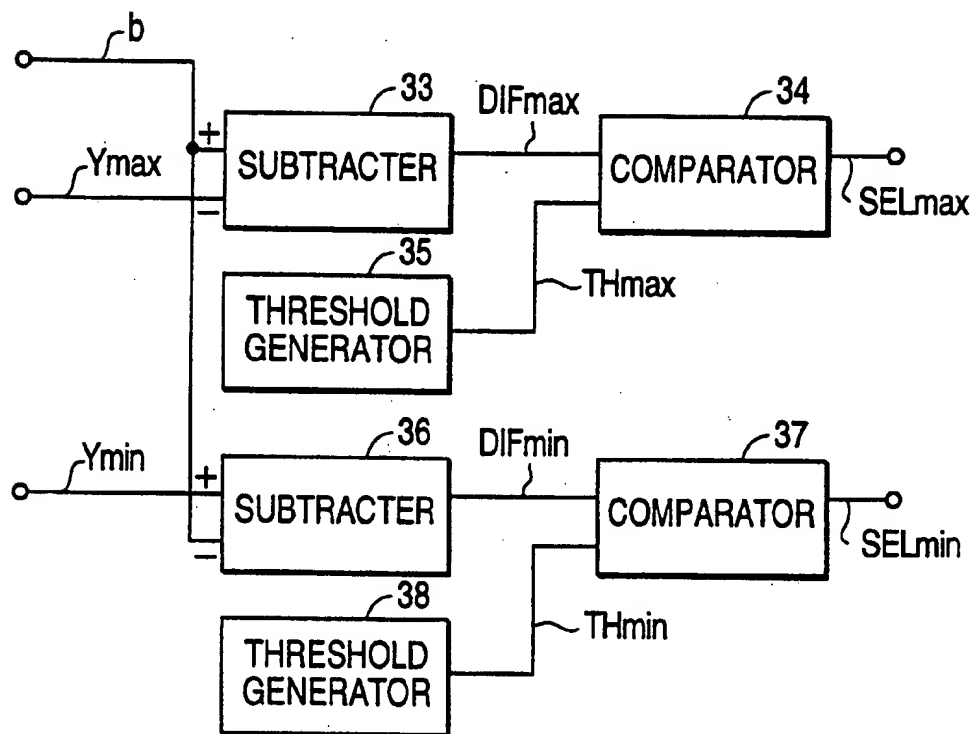 b
33
DIFmax
34
+
SUBTRACTER
COMPARATOR
Ymax
−
SELmax
35
THmax
THRESHOLD
GENERATOR
36
DIFmin
37
Ymin
+
SUBTRACTER
COMPARATOR
−
SELmin
38
THmin
THRESHOLD
GENERATOR